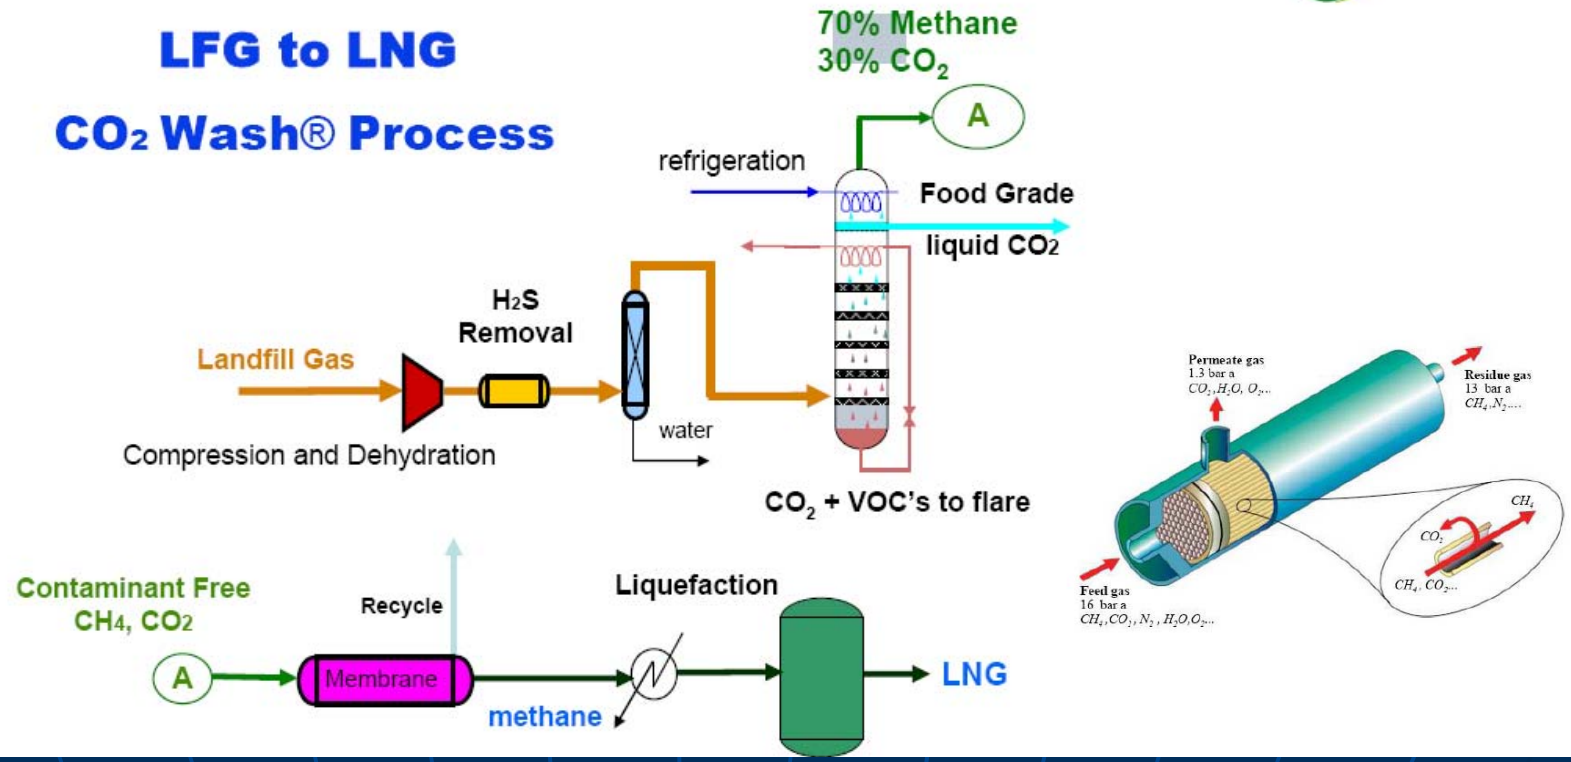 LFG to LNG
CO₂ Wash® Process
70% Methane
30% CO₂
A
refrigeration
Food Grade
liquid CO₂
H₂S
Removal
Landfill Gas
Compression and Dehydration
water
CO₂ + VOC's to flare
Permeate gas
1.3 bar a
CO₂,H₂O, O₂...
Residue gas
13 bar a
CH₄,N₂....
CH₄
CO₂
CH₄, CO₂...
Feed gas
16 bar a
CH₄,CO₂, N₂ , H₂O,O₂...
Contaminant Free
CH₄, CO₂
A
Recycle
Membrane
methane
Liquefaction
LNG